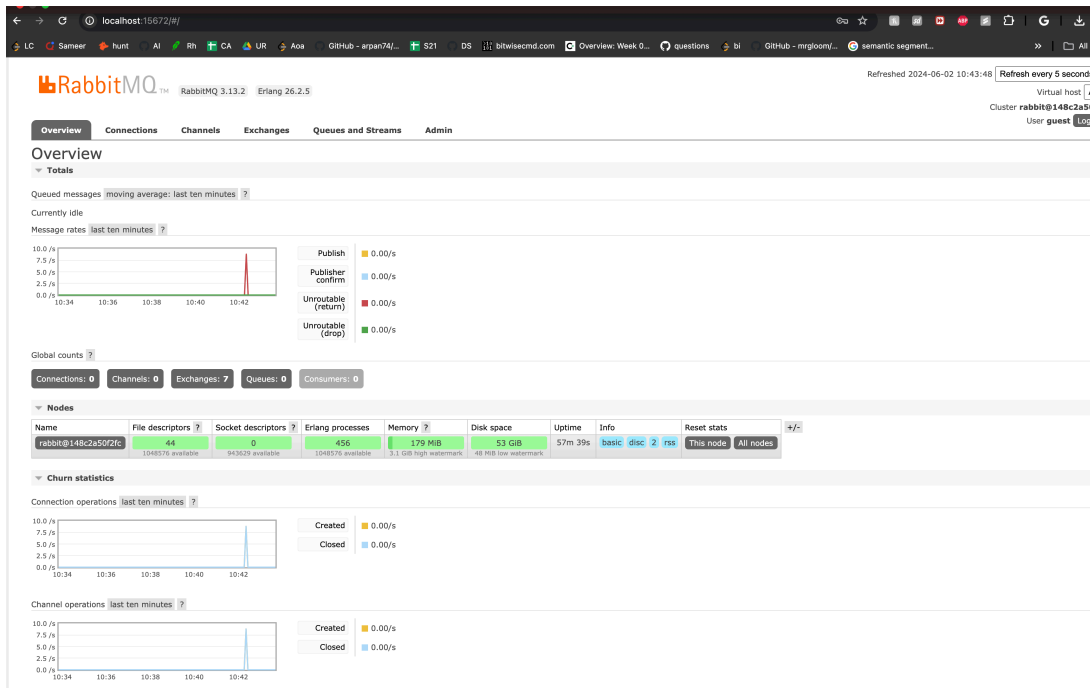 localhost:15672/#/
LC Sameer hunt AI Rh CA UR Aoa GitHub - arpan74/... S21 DS bitwisecmd.com Overview: Week 0... questions bi GitHub - mrgloom/... semantic segment... » All
RabbitMQ TM RabbitMQ 3.13.2 Erlang 26.2.5
Refreshed 2024-06-02 10:43:48 Refresh every 5 seconds
Virtual host
Cluster rabbit@148c2a5
User guest Log
Overview Connections Channels Exchanges Queues and Streams Admin
Overview
Totals
Queued messages moving average: last ten minutes ?
Currently idle
Message rates last ten minutes ?
10.0 /s
7.5 /s
5.0 /s
2.5 /s
0.0 /s
10:34 10:36 10:38 10:40 10:42
Publish 0.00/s
Publisher confirm 0.00/s
Unroutable (return) 0.00/s
Unroutable (drop) 0.00/s
Global counts ?
Connections: 0 Channels: 0 Exchanges: 7 Queues: 0 Consumers: 0
Nodes
Name File descriptors ? Socket descriptors ? Erlang processes Memory ? Disk space Uptime Info Reset stats +/-
rabbit@148c2a50f2fc 44 0 456 179 MiB 53 GiB 57m 39s basic disc 2 rss This node All nodes
1048576 available 943629 available 1048576 available 3.1 GiB high watermark 48 MiB low watermark
Churn statistics
Connection operations last ten minutes ?
10.0 /s
7.5 /s
5.0 /s
2.5 /s
0.0 /s
10:34 10:36 10:38 10:40 10:42
Created 0.00/s
Closed 0.00/s
Channel operations last ten minutes ?
10.0 /s
7.5 /s
5.0 /s
2.5 /s
0.0 /s
10:34 10:36 10:38 10:40 10:42
Created 0.00/s
Closed 0.00/s